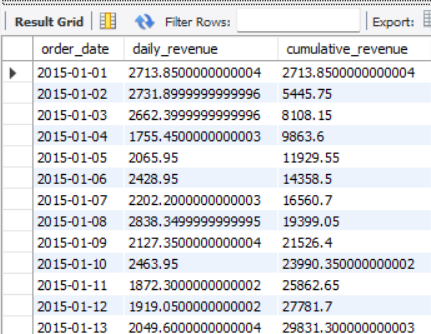 Result Grid Filter Rows: Export:
order_date daily_revenue cumulative_revenue
2015-01-01 2713.8500000000004 2713.8500000000004
2015-01-02 2731.8999999999996 5445.75
2015-01-03 2662.3999999999996 8108.15
2015-01-04 1755.4500000000003 9863.6
2015-01-05 2065.95 11929.55
2015-01-06 2428.95 14358.5
2015-01-07 2202.2000000000003 16560.7
2015-01-08 2838.3499999999995 19399.05
2015-01-09 2127.3500000000004 21526.4
2015-01-10 2463.95 23990.350000000002
2015-01-11 1872.3000000000002 25862.65
2015-01-12 1919.0500000000002 27781.7
2015-01-13 2049.6000000000004 29831.300000000003